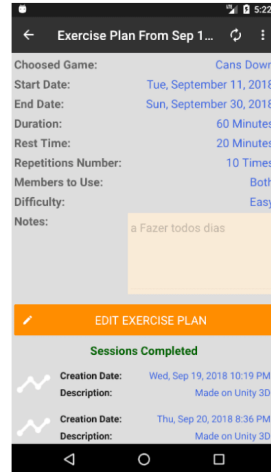 5:22
Exercise Plan From Sep 1...
Choosed Game: Cans Down
Start Date: Tue, September 11, 2018
End Date: Sun, September 30, 2018
Duration: 60 Minutes
Rest Time: 20 Minutes
Repetitions Number: 10 Times
Members to Use: Both
Difficulty: Easy
Notes: a Fazer todos dias
EDIT EXERCISE PLAN
Sessions Completed
Creation Date: Wed, Sep 19, 2018 10:19 PM
Description: Made on Unity 3D
Creation Date: Thu, Sep 20, 2018 8:36 PM
Description: Made on Unity 3D